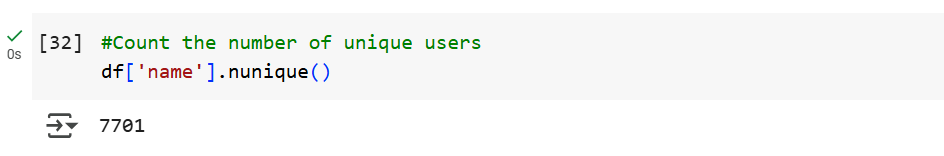 [32] #Count the number of unique users
0s
df['name'].nunique()
7701